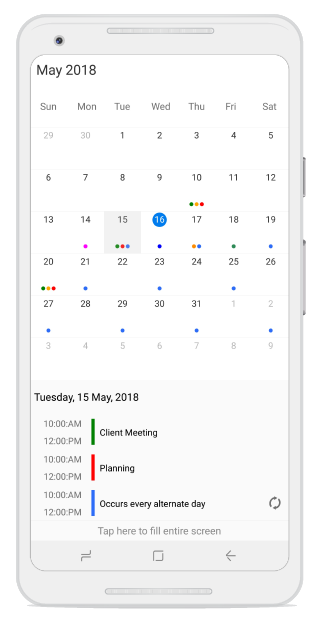 May 2018
Sun Mon Tue Wed Thu Fri Sat
29 30 1 2 3 4 5
6 7 8 9 10 11 12
13 14 15 16 17 18 19
20 21 22 23 24 25 26
27 28 29 30 31 1 2
3 4 5 6 7 8 9
Tuesday, 15 May, 2018
10:00:AM
Client Meeting
12:00:PM
10:00:AM
Planning
12:00:PM
10:00:AM
Occurs every alternate day
12:00:PM
Tap here to fill entire screen